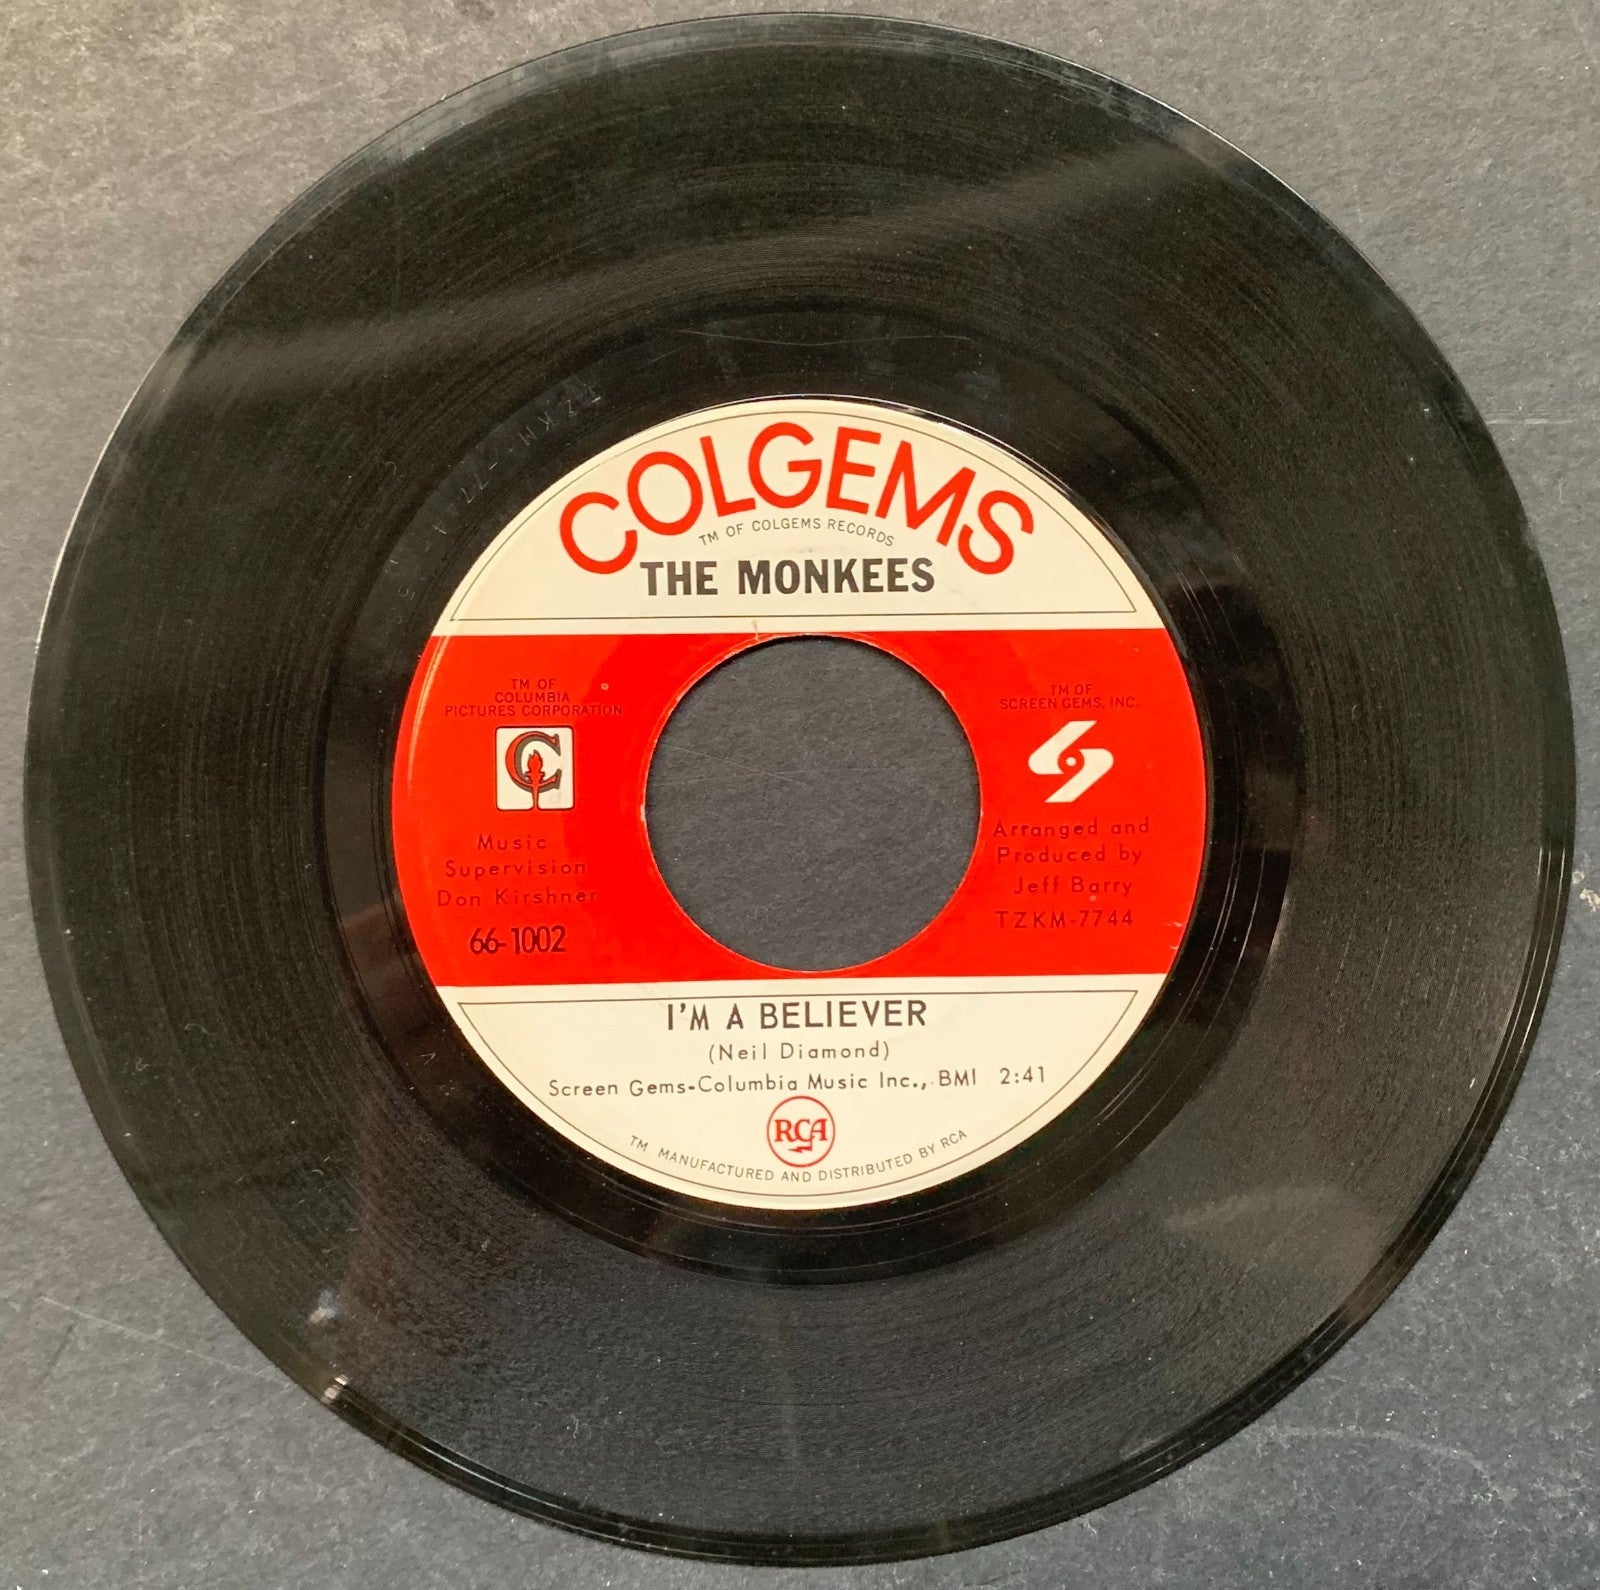 COLGEMS
TM OF COLGEMS RECORDS
THE MONKEES
TM OF
COLUMBIA
PICTURES CORPORATION
C
Music
Supervision
Don Kirshner
66-1002
TM OF
SCREEN GEMS, INC.
Arranged and
Produced by
Jeff Barry
TZKM-7744
I'M A BELIEVER
(Neil Diamond)
Screen Gems-Columbia Music Inc., BMI 2:41
RCA
TM MANUFACTURED AND DISTRIBUTED BY RCA